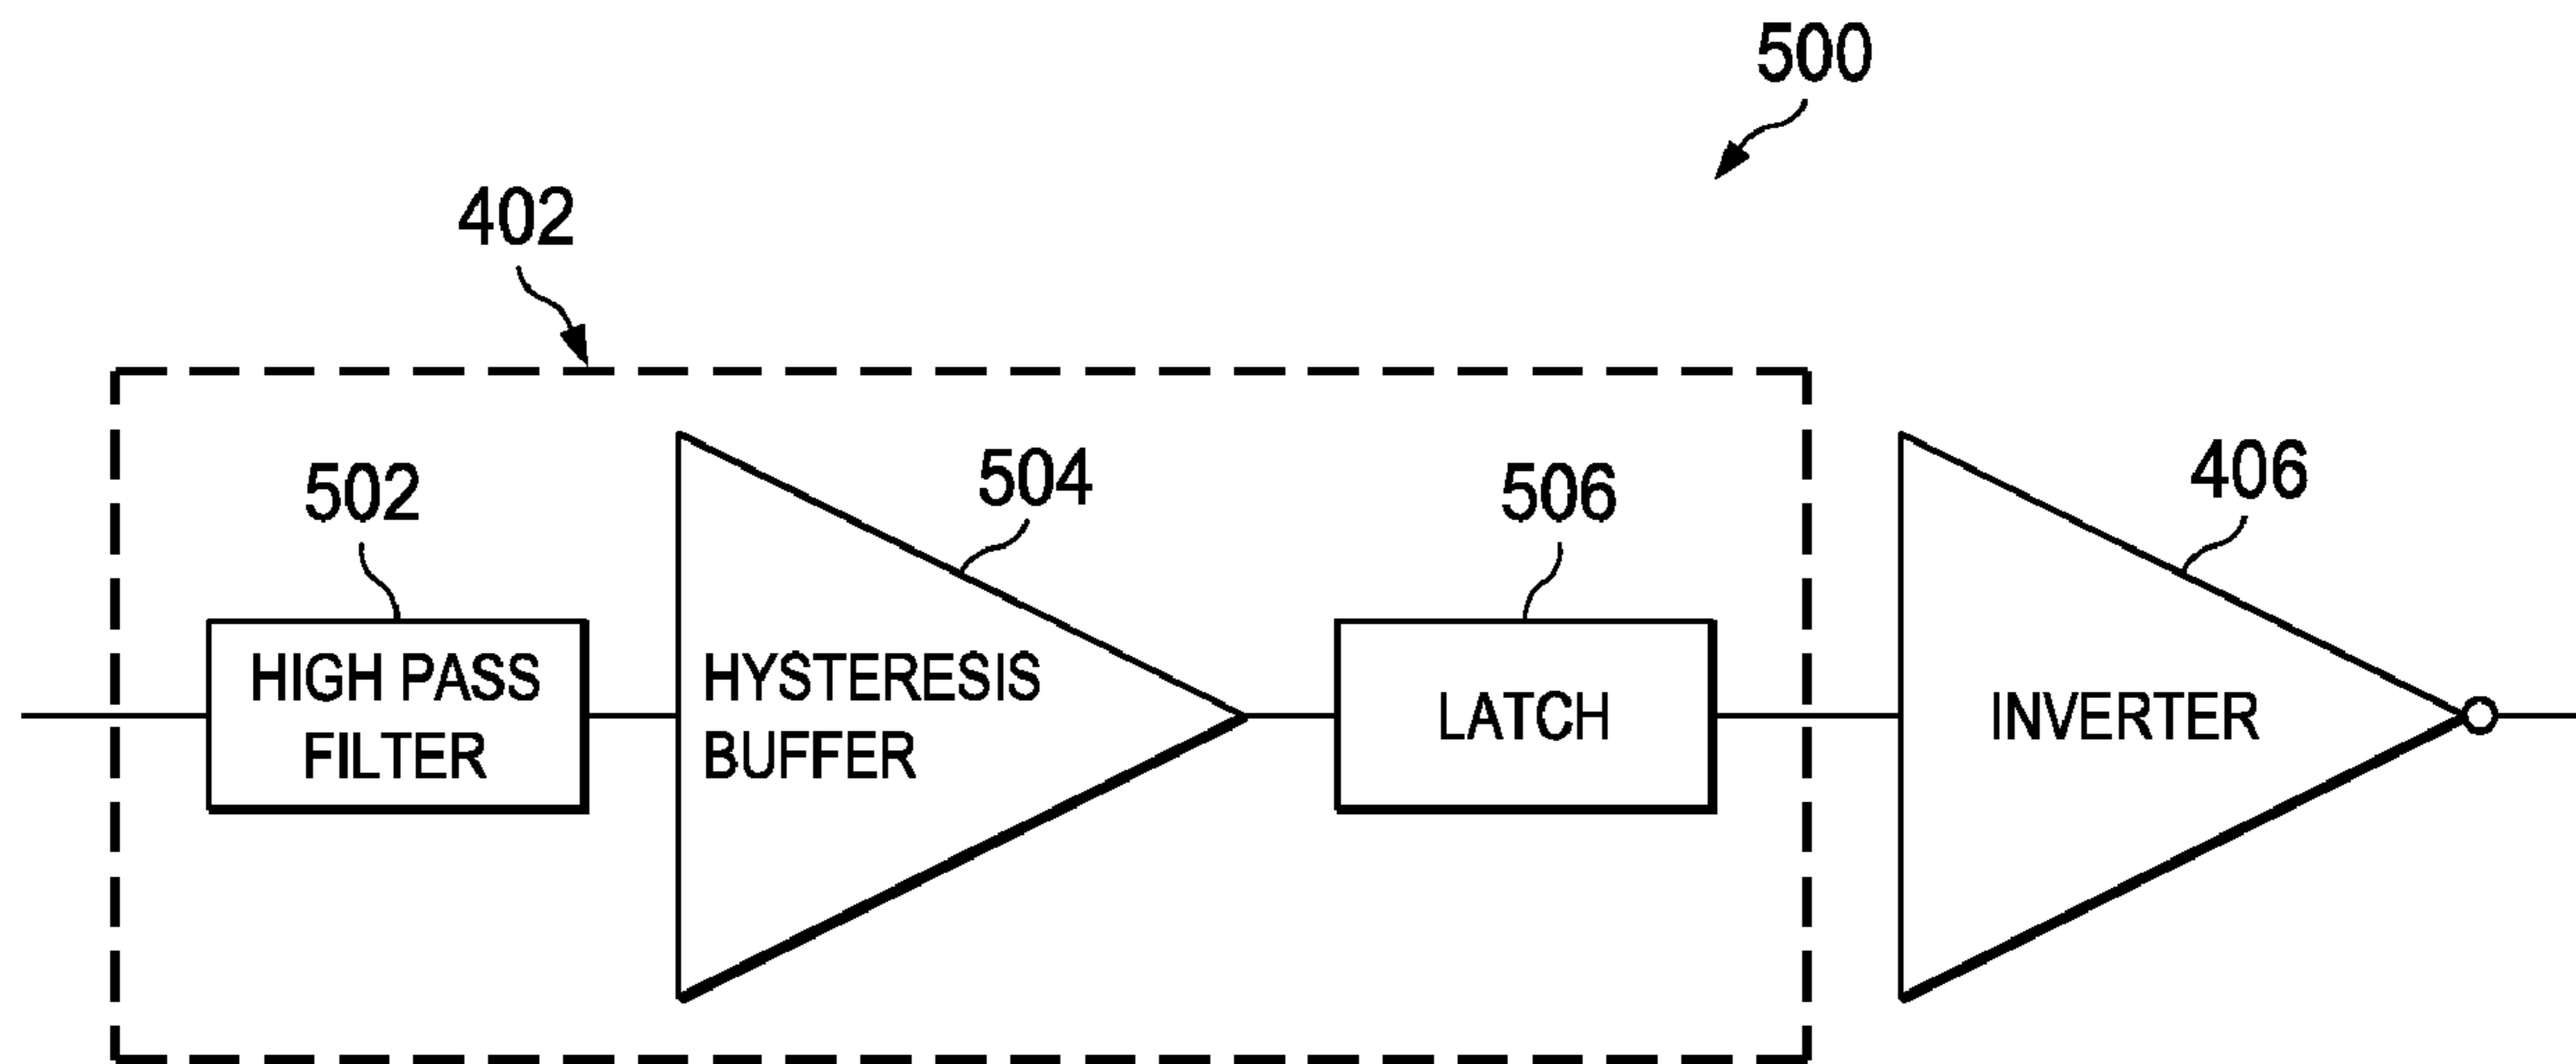 500
402
502
504
506
406
HIGH PASS
FILTER
HYSTERESIS
BUFFER
LATCH
INVERTER